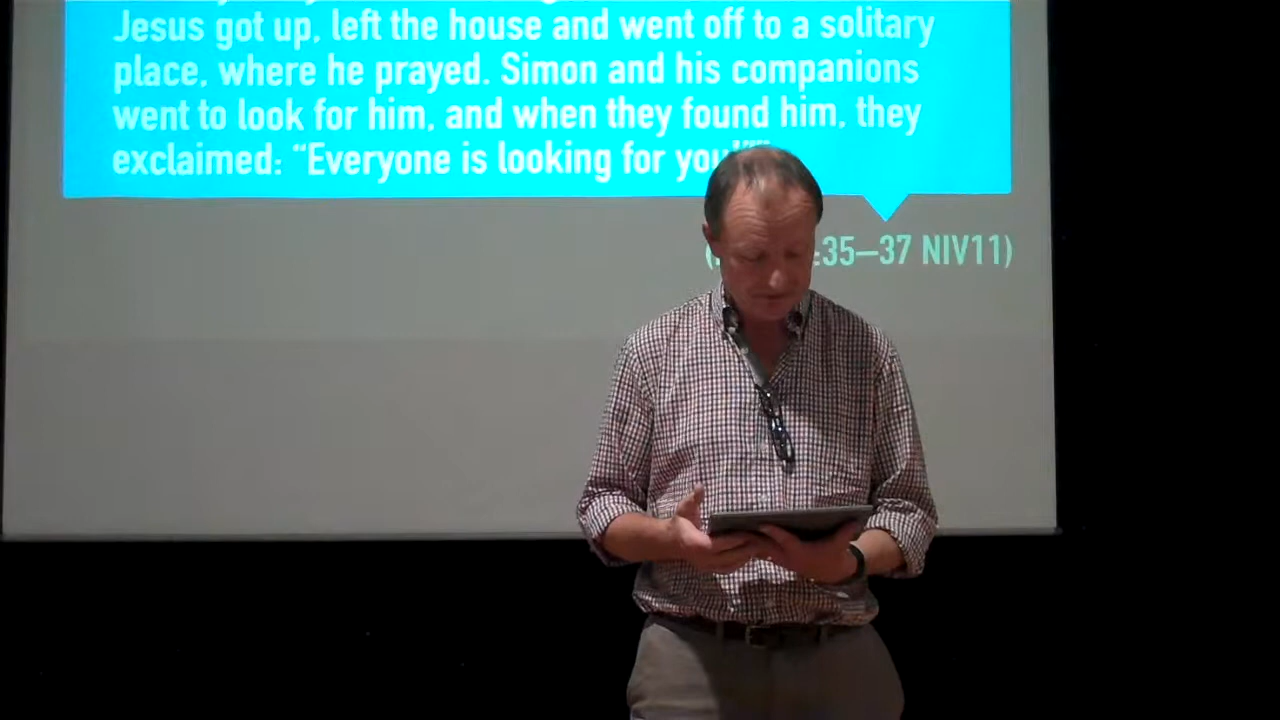 Jesus got up, left the house and went off to a solitary
place, where he prayed. Simon and his companions
went to look for him, and when they found him, they
exclaimed: “Everyone is looking for you!”
:35–37 NIV11)